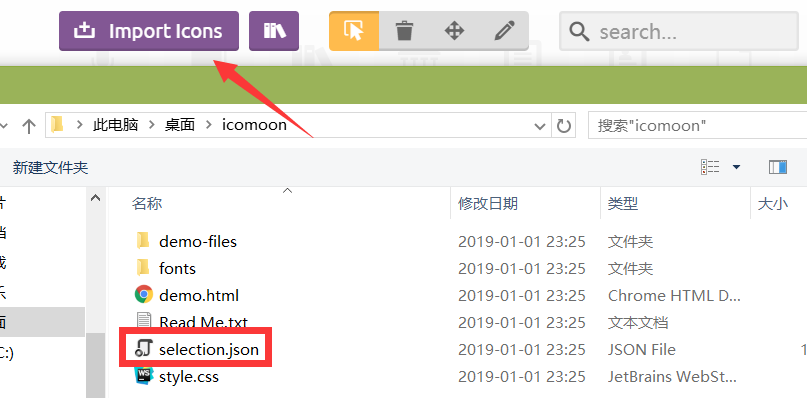 Import Icons
search...
此电脑 > 桌面 > icomoon
搜索"icomoon"
新建文件夹
名称 修改日期 类型 大小
demo-files 2019-01-01 23:25 文件夹
fonts 2019-01-01 23:25 文件夹
demo.html 2019-01-01 23:25 Chrome HTML D...
Read Me.txt 2019-01-01 23:25 文本文档
selection.json 2019-01-01 23:25 JSON File 1
面
C:)
style.css 2019-01-01 23:25 JetBrains WebSt...